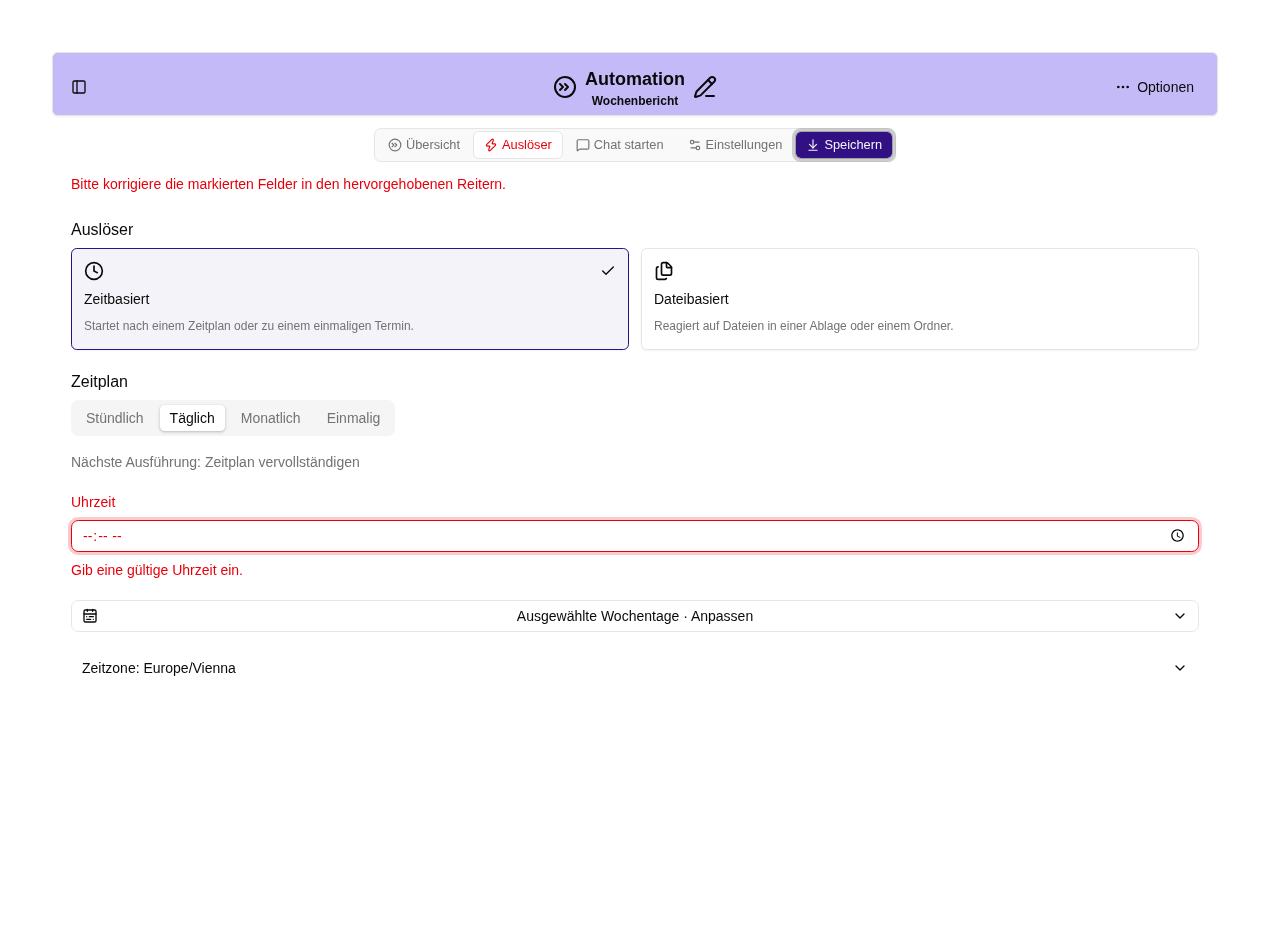 Automation
Wochenbericht
Optionen
Übersicht
Auslöser
Chat starten
Einstellungen
Speichern
Bitte korrigiere die markierten Felder in den hervorgehobenen Reitern.
Auslöser
Zeitbasiert
Startet nach einem Zeitplan oder zu einem einmaligen Termin.
Dateibasiert
Reagiert auf Dateien in einer Ablage oder einem Ordner.
Zeitplan
Stündlich
Täglich
Monatlich
Einmalig
Nächste Ausführung: Zeitplan vervollständigen
Uhrzeit
--:-- --
Gib eine gültige Uhrzeit ein.
Ausgewählte Wochentage · Anpassen
Zeitzone: Europe/Vienna